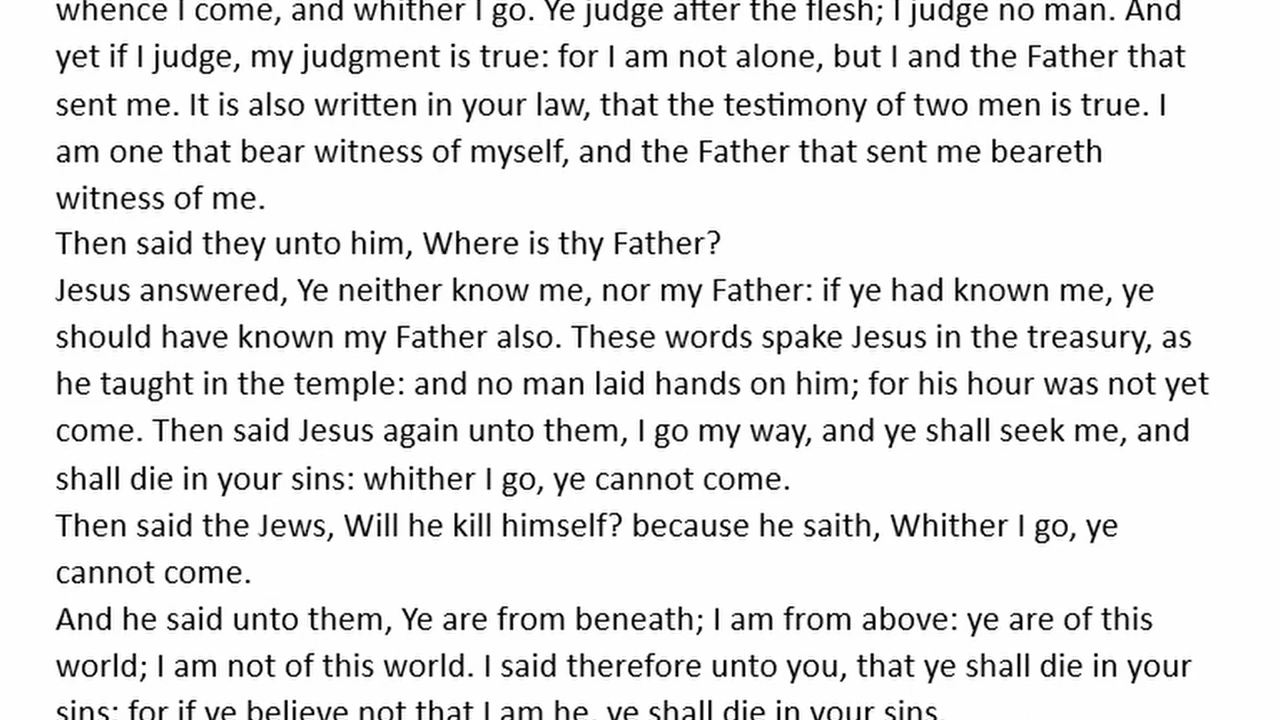 whence I come, and whither I go. Ye judge after the flesh; I judge no man. And
yet if I judge, my judgment is true: for I am not alone, but I and the Father that
sent me. It is also written in your law, that the testimony of two men is true. I
am one that bear witness of myself, and the Father that sent me beareth
witness of me.
Then said they unto him, Where is thy Father?
Jesus answered, Ye neither know me, nor my Father: if ye had known me, ye
should have known my Father also. These words spake Jesus in the treasury, as
he taught in the temple: and no man laid hands on him; for his hour was not yet
come. Then said Jesus again unto them, I go my way, and ye shall seek me, and
shall die in your sins: whither I go, ye cannot come.
Then said the Jews, Will he kill himself? because he saith, Whither I go, ye
cannot come.
And he said unto them, Ye are from beneath; I am from above: ye are of this
world; I am not of this world. I said therefore unto you, that ye shall die in your
sins: for if ye believe not that I am he, ye shall die in your sins.